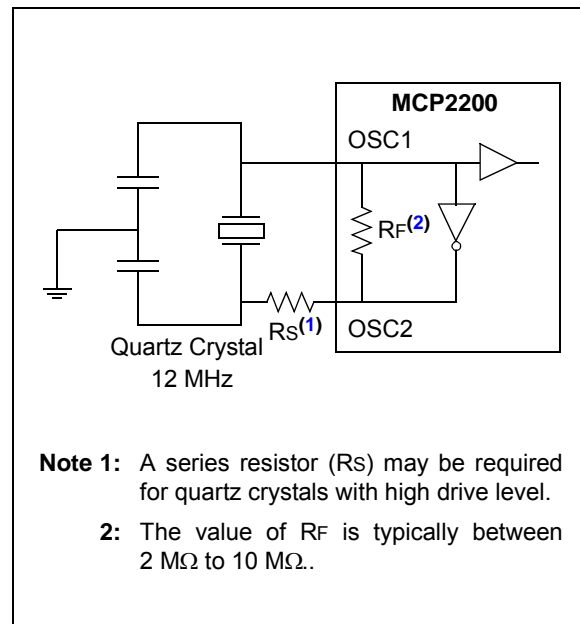 MCP2200
OSC1
RF(2)
RS(1)
OSC2
Quartz Crystal
12 MHz
Note 1: A series resistor (RS) may be required
for quartz crystals with high drive level.
2: The value of RF is typically between
2 MΩ to 10 MΩ..